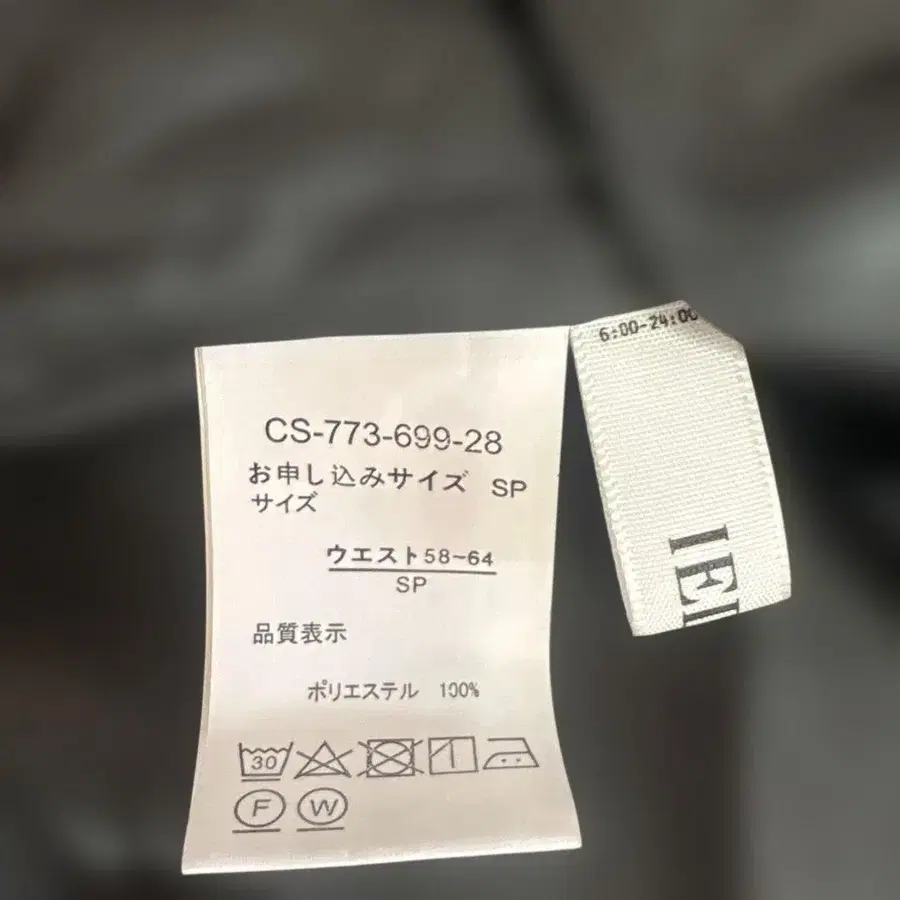 CS-773-699-28
お申し込みサイズ SP
サイズ
ウエスト58~64
SP
品質表示
ポリエステル 100%
30
F W
6:00-24:00